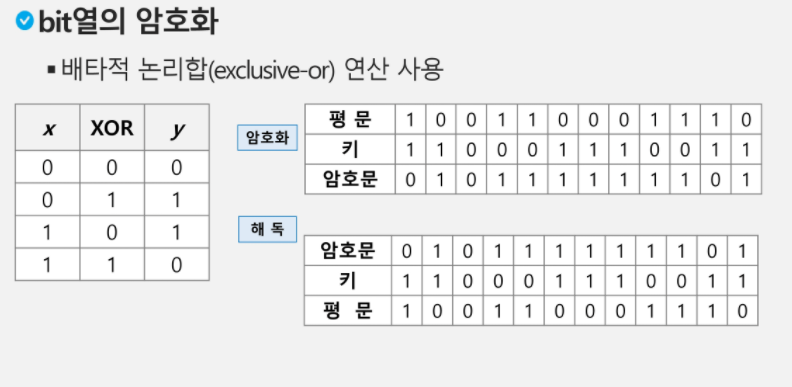 bit열의 암호화
▪ 배타적 논리합(exclusive-or) 연산 사용
x XOR y
0 0 0
0 1 1
1 0 1
1 1 0
암호화
평 문 1 0 0 1 1 0 0 0 1 1 1 0
키 1 1 0 0 0 1 1 1 0 0 1 1
암호문 0 1 0 1 1 1 1 1 1 1 0 1
해 독
암호문 0 1 0 1 1 1 1 1 1 1 0 1
키 1 1 0 0 0 1 1 1 0 0 1 1
평 문 1 0 0 1 1 0 0 0 1 1 1 0